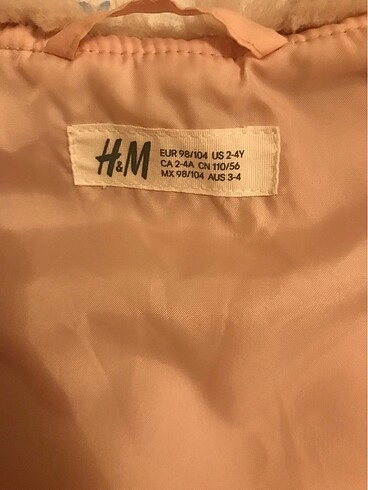 H&M
EUR 98/104 US 2-4Y
CA 2-4A CN 110/56
MX 98/104 AUS 3-4